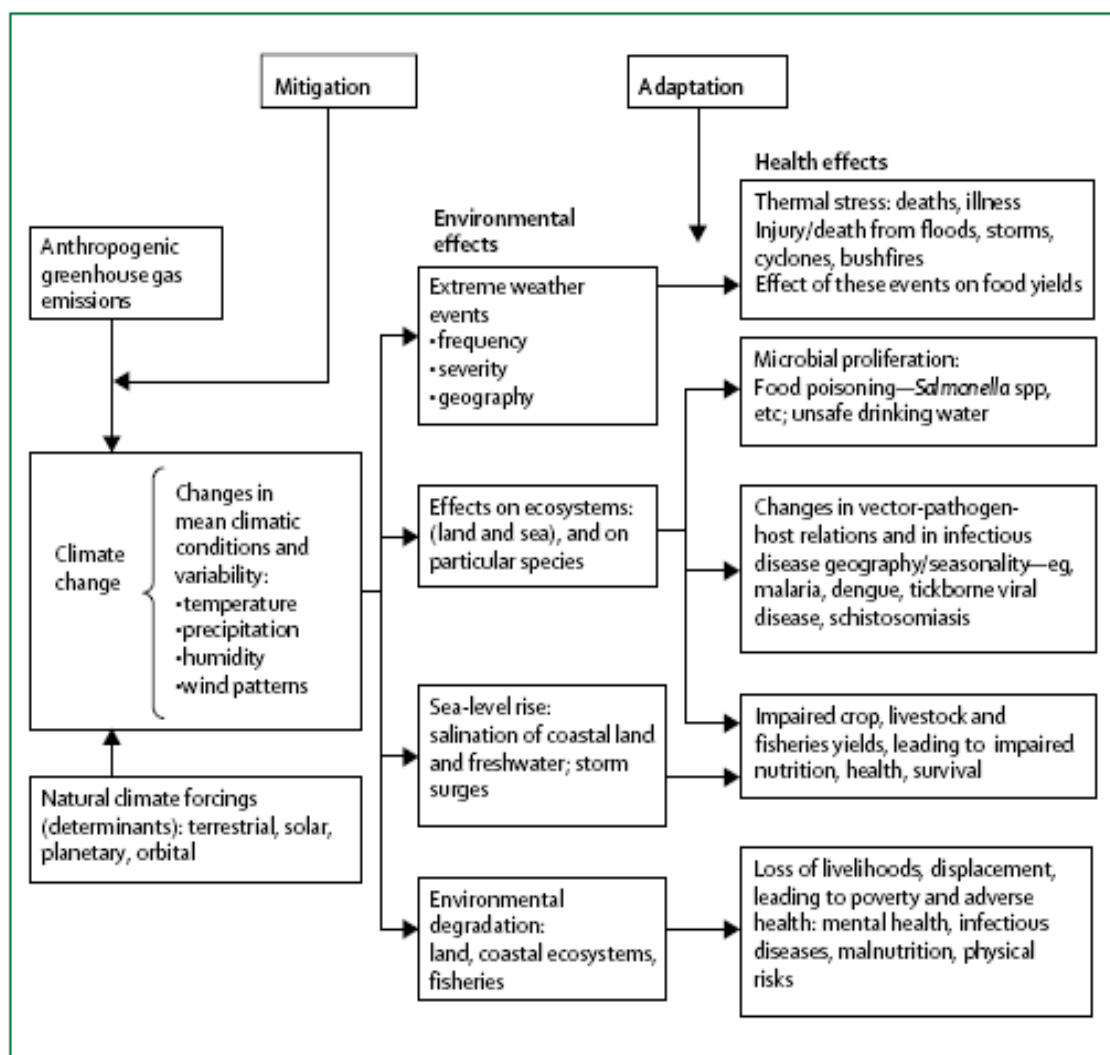 Mitigation
Adaptation
Anthropogenic
greenhouse gas
emissions
Climate
change
Changes in
mean climatic
conditions and
variability:
•temperature
•precipitation
•humidity
•wind patterns
Natural climate forcings
(determinants): terrestrial, solar,
planetary, orbital
Environmental
effects
Extreme weather
events
•frequency
•severity
•geography
Effects on ecosystems:
(land and sea), and on
particular species
Sea-level rise:
salination of coastal land
and freshwater; storm
surges
Environmental
degradation:
land, coastal ecosystems,
fisheries
Health effects
Thermal stress: deaths, illness
Injury/death from floods, storms,
cyclones, bushfires
Effect of these events on food yields
Microbial proliferation:
Food poisoning—Salmonella spp,
etc; unsafe drinking water
Changes in vector-pathogen-
host relations and in infectious
disease geography/seasonality—eg,
malaria, dengue, tickborne viral
disease, schistosomiasis
Impaired crop, livestock and
fisheries yields, leading to impaired
nutrition, health, survival
Loss of livelihoods, displacement,
leading to poverty and adverse
health: mental health, infectious
diseases, malnutrition, physical
risks